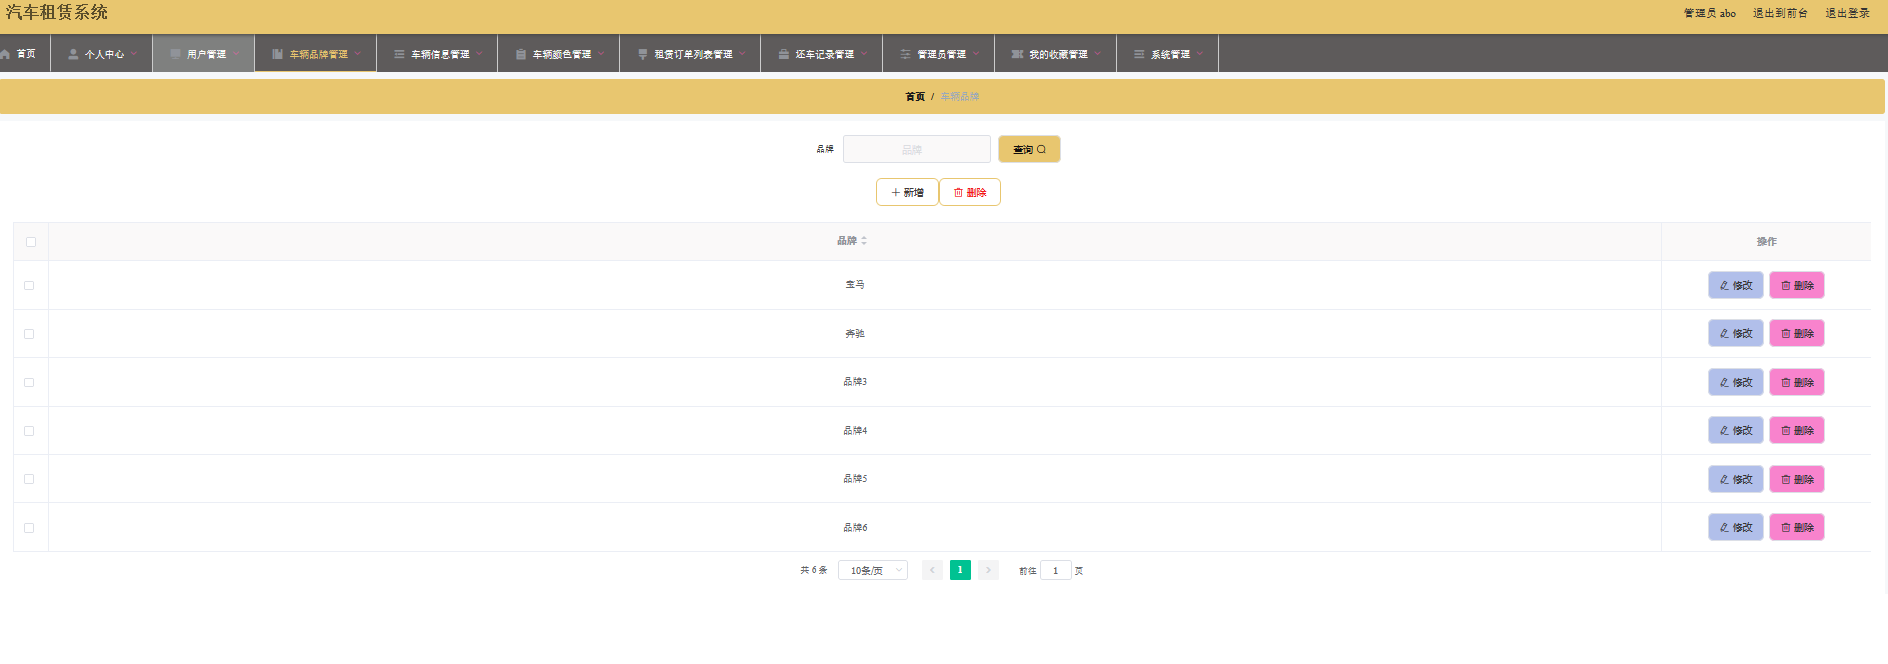 汽车租赁系统
管理员 abo 退出到前台 退出登录
首页 个人中心 用户管理 车辆品牌管理 车辆信息管理 车辆颜色管理 租赁订单列表管理 还车记录管理 管理员管理 我的收藏管理 系统管理
首页 / 车辆品牌
品牌 品牌 查询
新增 删除
品牌 操作
宝马 修改 删除
奔驰 修改 删除
品牌3 修改 删除
品牌4 修改 删除
品牌5 修改 删除
品牌6 修改 删除
共 6 条 10条/页 1 前往 1 页